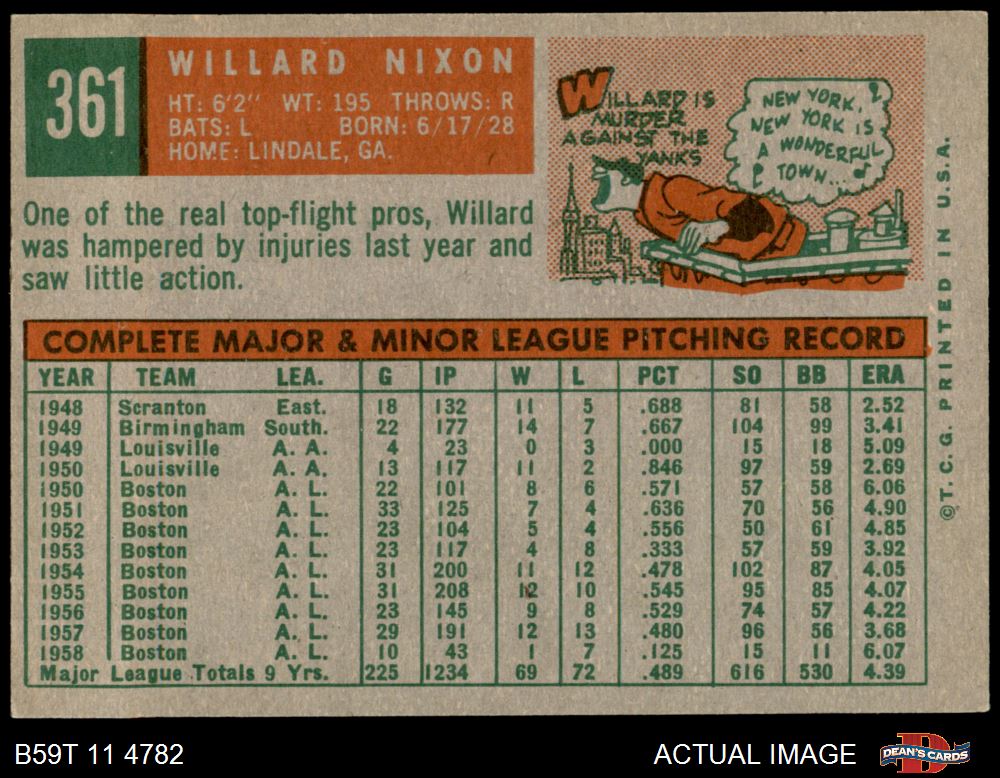 361
WILLARD NIXON
HT: 6'2" WT: 195 THROWS: R
BATS: L BORN: 6/17/28
HOME: LINDALE, GA.
WILLARD IS
MURDER
AGAINST THE
YANKS
NEW YORK,
NEW YORK IS
A WONDERFUL
TOWN...
One of the real top-flight pros, Willard
was hampered by injuries last year and
saw little action.
COMPLETE MAJOR & MINOR LEAGUE PITCHING RECORD
YEAR TEAM LEA. G IP W L PCT SO BB ERA
1948 Scranton East. 18 132 11 5 .688 81 58 2.52
1949 Birmingham South. 22 177 14 7 .667 104 99 3.41
1949 Louisville A. A. 4 23 0 3 .000 15 18 5.09
1950 Louisville A. A. 13 117 11 2 .846 97 59 2.69
1950 Boston A. L. 22 101 8 6 .571 57 58 6.06
1951 Boston A. L. 33 125 7 4 .636 70 56 4.90
1952 Boston A. L. 23 104 5 4 .556 50 61 4.85
1953 Boston A. L. 23 117 4 8 .333 57 59 3.92
1954 Boston A. L. 31 200 11 12 .478 102 87 4.05
1955 Boston A. L. 31 208 12 10 .545 95 85 4.07
1956 Boston A. L. 23 145 9 8 .529 74 57 4.22
1957 Boston A. L. 29 191 12 13 .480 96 56 3.68
1958 Boston A. L. 10 43 1 7 .125 15 11 6.07
Major League Totals 9 Yrs. 225 1234 69 72 .489 616 530 4.39
©T.C.G. PRINTED IN U.S.A.
B59T 11 4782
ACTUAL IMAGE
D
DEAN'S CARDS